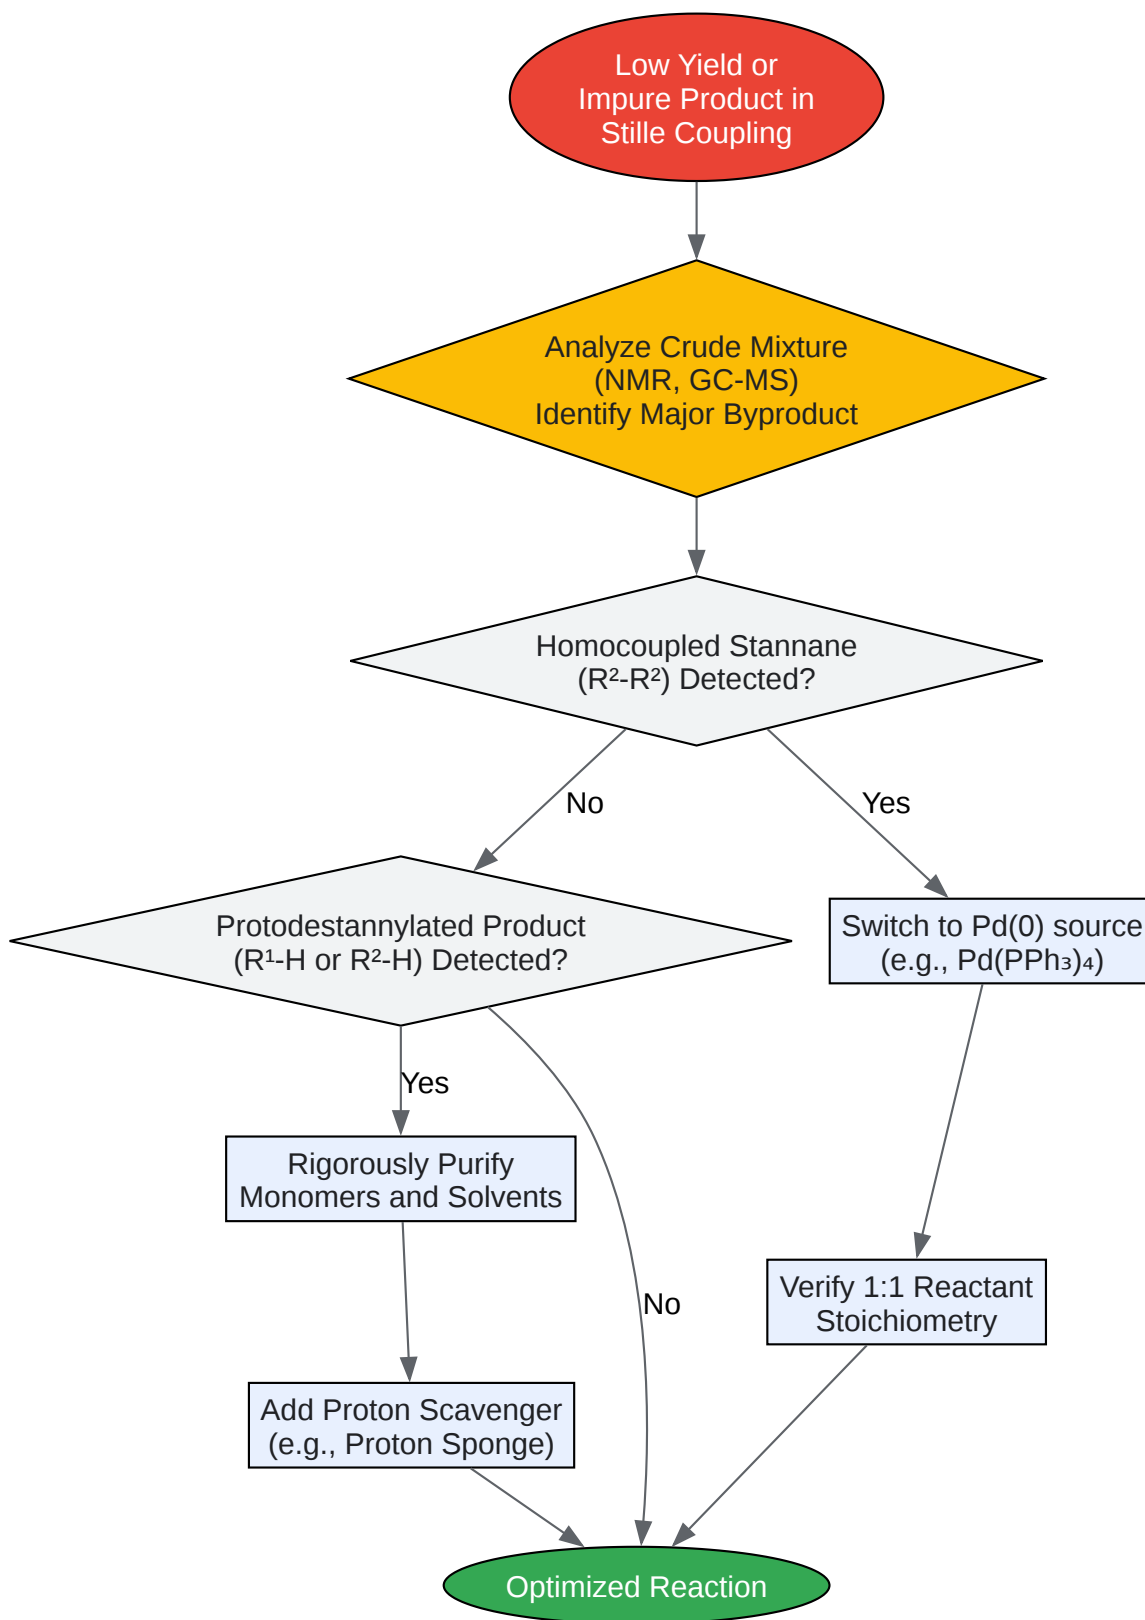 Low Yield or
Impure Product in
Stille Coupling
Analyze Crude Mixture
(NMR, GC-MS)
Identify Major Byproduct
Homocoupled Stannane
(R²-R²) Detected?
No
Yes
Protodestannylated Product
(R¹-H or R²-H) Detected?
Switch to Pd(0) source
(e.g., Pd(PPh₃)₄)
Yes
Rigorously Purify
Monomers and Solvents
No
Verify 1:1 Reactant
Stoichiometry
Add Proton Scavenger
(e.g., Proton Sponge)
Optimized Reaction